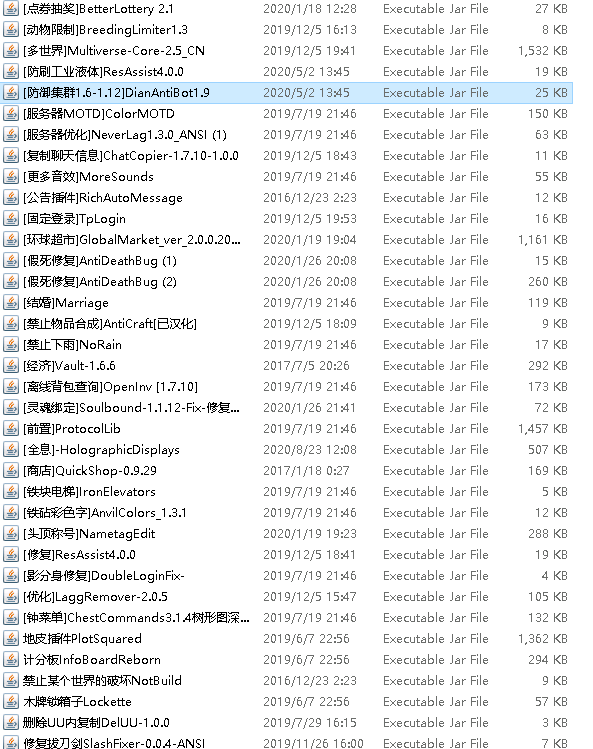 [点券抽奖]BetterLottery 2.1 2020/1/18 12:28 Executable Jar File 27 KB
[动物限制]BreedingLimiter1.3 2019/12/5 16:13 Executable Jar File 8 KB
[多世界]Multiverse-Core-2.5_CN 2019/12/5 19:41 Executable Jar File 1,532 KB
[防刷工业液体]ResAssist4.0.0 2020/5/2 13:45 Executable Jar File 19 KB
[防御集群1.6-1.12]DianAntiBot1.9 2020/5/2 13:45 Executable Jar File 25 KB
[服务器MOTD]ColorMOTD 2019/7/19 21:46 Executable Jar File 150 KB
[服务器优化]NeverLag1.3.0_ANSI (1) 2019/7/19 21:46 Executable Jar File 63 KB
[复制聊天信息]ChatCopier-1.7.10-1.0.0 2019/12/5 18:43 Executable Jar File 11 KB
[更多音效]MoreSounds 2019/7/19 21:46 Executable Jar File 55 KB
[公告插件]RichAutoMessage 2016/12/23 2:23 Executable Jar File 12 KB
[固定登录]TpLogin 2019/12/5 19:53 Executable Jar File 16 KB
[环球超市]GlobalMarket_ver_2.0.0.20... 2020/1/19 19:04 Executable Jar File 1,161 KB
[假死修复]AntiDeathBug (1) 2020/1/26 20:08 Executable Jar File 15 KB
[假死修复]AntiDeathBug (2) 2020/1/26 20:08 Executable Jar File 260 KB
[结婚]Marriage 2019/7/19 21:46 Executable Jar File 119 KB
[禁止物品合成]AntiCraft[已汉化] 2019/12/5 18:09 Executable Jar File 9 KB
[禁止下雨]NoRain 2019/7/19 21:46 Executable Jar File 17 KB
[经济]Vault-1.6.6 2017/7/5 20:26 Executable Jar File 292 KB
[离线背包查询]OpenInv [1.7.10] 2019/7/19 21:46 Executable Jar File 173 KB
[灵魂绑定]Soulbound-1.1.12-Fix-修复... 2020/1/26 21:41 Executable Jar File 72 KB
[前置]ProtocolLib 2019/7/19 21:46 Executable Jar File 1,457 KB
[全息]-HolographicDisplays 2020/8/23 12:08 Executable Jar File 507 KB
[商店]QuickShop-0.9.29 2017/1/18 0:27 Executable Jar File 169 KB
[铁块电梯]IronElevators 2019/7/19 21:46 Executable Jar File 5 KB
[铁砧彩色字]AnvilColors_1.3.1 2019/7/19 21:46 Executable Jar File 12 KB
[头顶称号]NametagEdit 2020/1/19 19:23 Executable Jar File 288 KB
[修复]ResAssist4.0.0 2019/12/5 18:41 Executable Jar File 19 KB
[影分身修复]DoubleLoginFix- 2019/7/19 21:46 Executable Jar File 4 KB
[优化]LaggRemover-2.0.5 2019/12/5 15:47 Executable Jar File 105 KB
[钟菜单]ChestCommands3.1.4树形图深... 2019/7/19 21:46 Executable Jar File 132 KB
地皮插件PlotSquared 2019/6/7 22:56 Executable Jar File 1,362 KB
计分板InfoBoardReborn 2019/6/7 22:56 Executable Jar File 294 KB
禁止某个世界的破坏NotBuild 2016/12/23 2:23 Executable Jar File 9 KB
木牌锁箱子Lockette 2019/6/7 22:56 Executable Jar File 57 KB
删除UU内复制DelUU-1.0.0 2019/7/29 16:15 Executable Jar File 3 KB
修复拔刀剑SlashFixer-0.0.4-ANSI 2019/11/26 16:00 Executable Jar File 7 KB